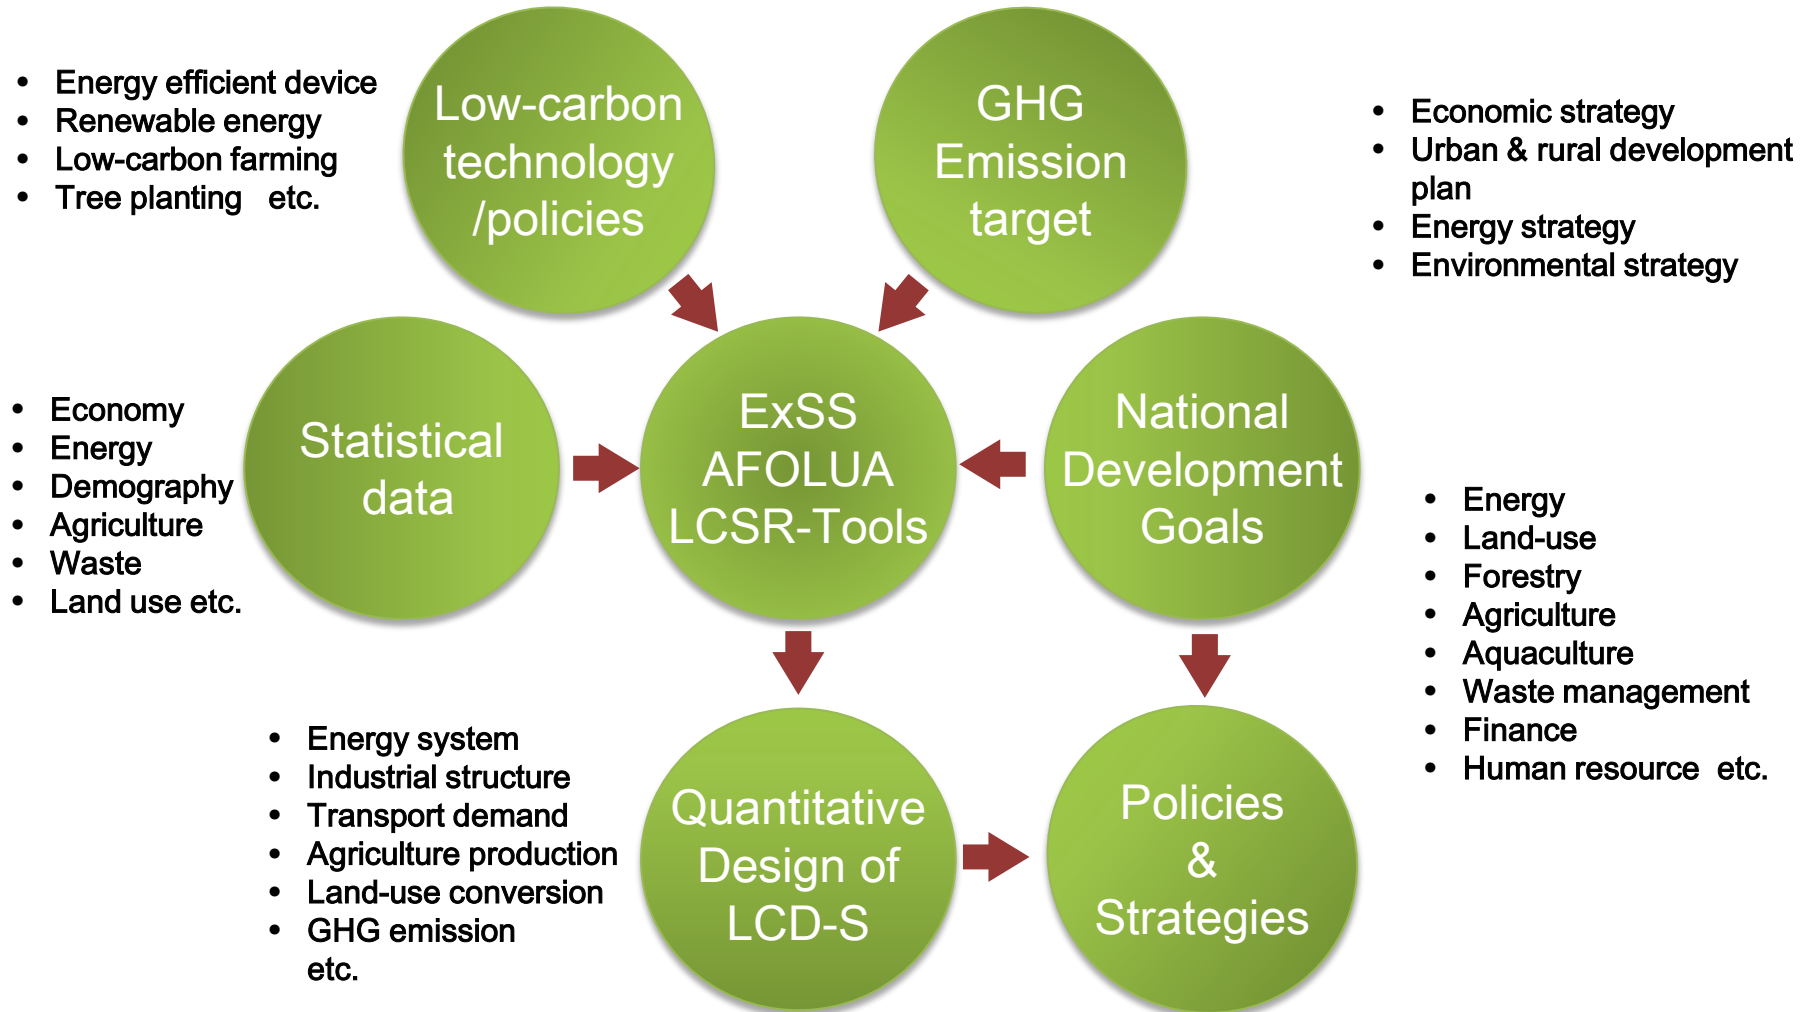 • Energy efficient device
• Renewable energy
• Low-carbon farming
• Tree planting etc.
Low-carbon
technology
/policies
GHG
Emission
target
• Economic strategy
• Urban & rural development
plan
• Energy strategy
• Environmental strategy
• Economy
• Energy
• Demography
• Agriculture
• Waste
• Land use etc.
Statistical
data
ExSS
AFOLUA
LCSR-Tools
National
Development
Goals
• Energy
• Land-use
• Forestry
• Agriculture
• Aquaculture
• Waste management
• Finance
• Human resource etc.
• Energy system
• Industrial structure
• Transport demand
• Agriculture production
• Land-use conversion
• GHG emission
etc.
Quantitative
Design of
LCD-S
Policies
&
Strategies